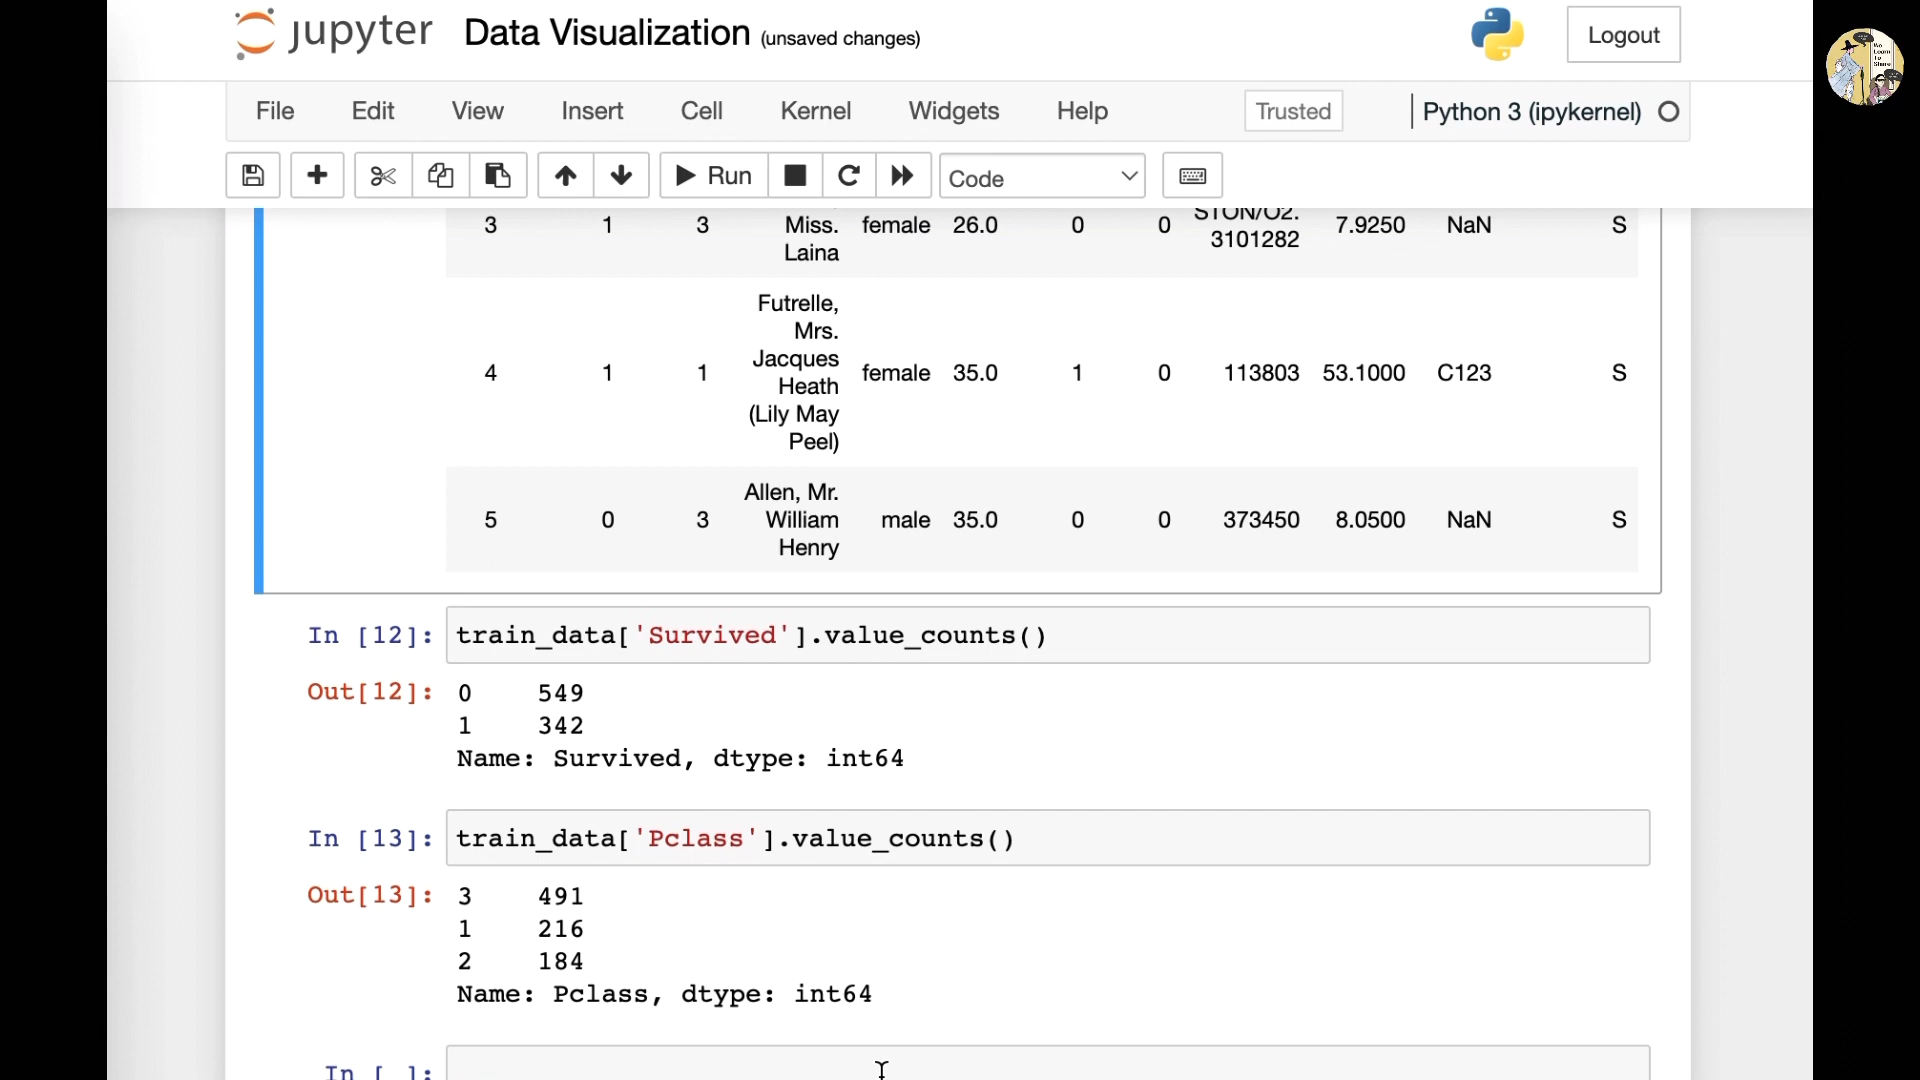 jupyter Data Visualization (unsaved changes) Logout
File Edit View Insert Cell Kernel Widgets Help Trusted Python 3 (ipykernel)
Run Code
3 1 3 Miss. Laina female 26.0 0 0 STON/O2. 3101282 7.9250 NaN S
4 1 1 Futrelle, Mrs. Jacques Heath (Lily May Peel) female 35.0 1 0 113803 53.1000 C123 S
5 0 3 Allen, Mr. William Henry male 35.0 0 0 373450 8.0500 NaN S
In [12]: train_data['Survived'].value_counts()
Out[12]: 0 549
1 342
Name: Survived, dtype: int64
In [13]: train_data['Pclass'].value_counts()
Out[13]: 3 491
1 216
2 184
Name: Pclass, dtype: int64
In [ ]: